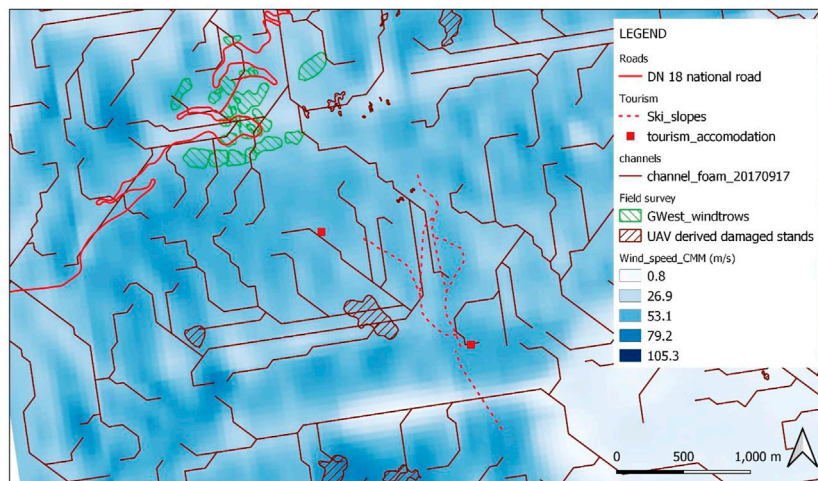 LEGEND
Roads
DN 18 national road
Tourism
Ski_slopes
tourism_accomodation
channels
channel_foam_20170917
Field survey
GWest_windtrows
UAV derived damaged stands
Wind_speed_CMM (m/s)
0.8
26.9
53.1
79.2
105.3
0 500 1,000 m